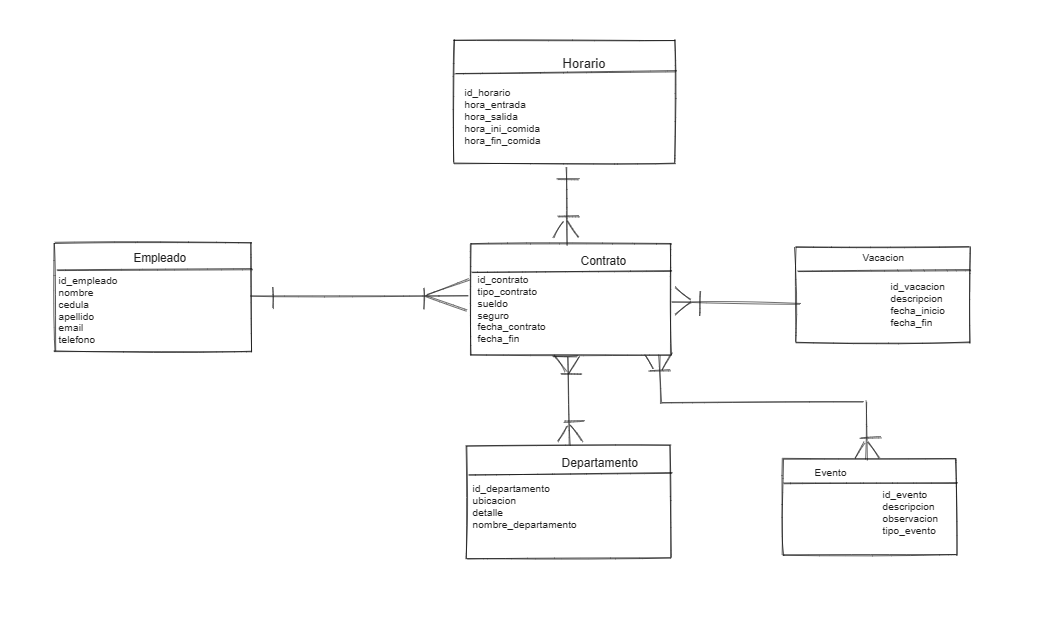 Horario
id_horario
hora_entrada
hora_salida
hora_ini_comida
hora_fin_comida
Empleado
id_empleado
nombre
cedula
apellido
email
telefono
Contrato
id_contrato
tipo_contrato
sueldo
seguro
fecha_contrato
fecha_fin
Vacacion
id_vacacion
descripcion
fecha_inicio
fecha_fin
Departamento
id_departamento
ubicacion
detalle
nombre_departamento
Evento
id_evento
descripcion
observacion
tipo_evento